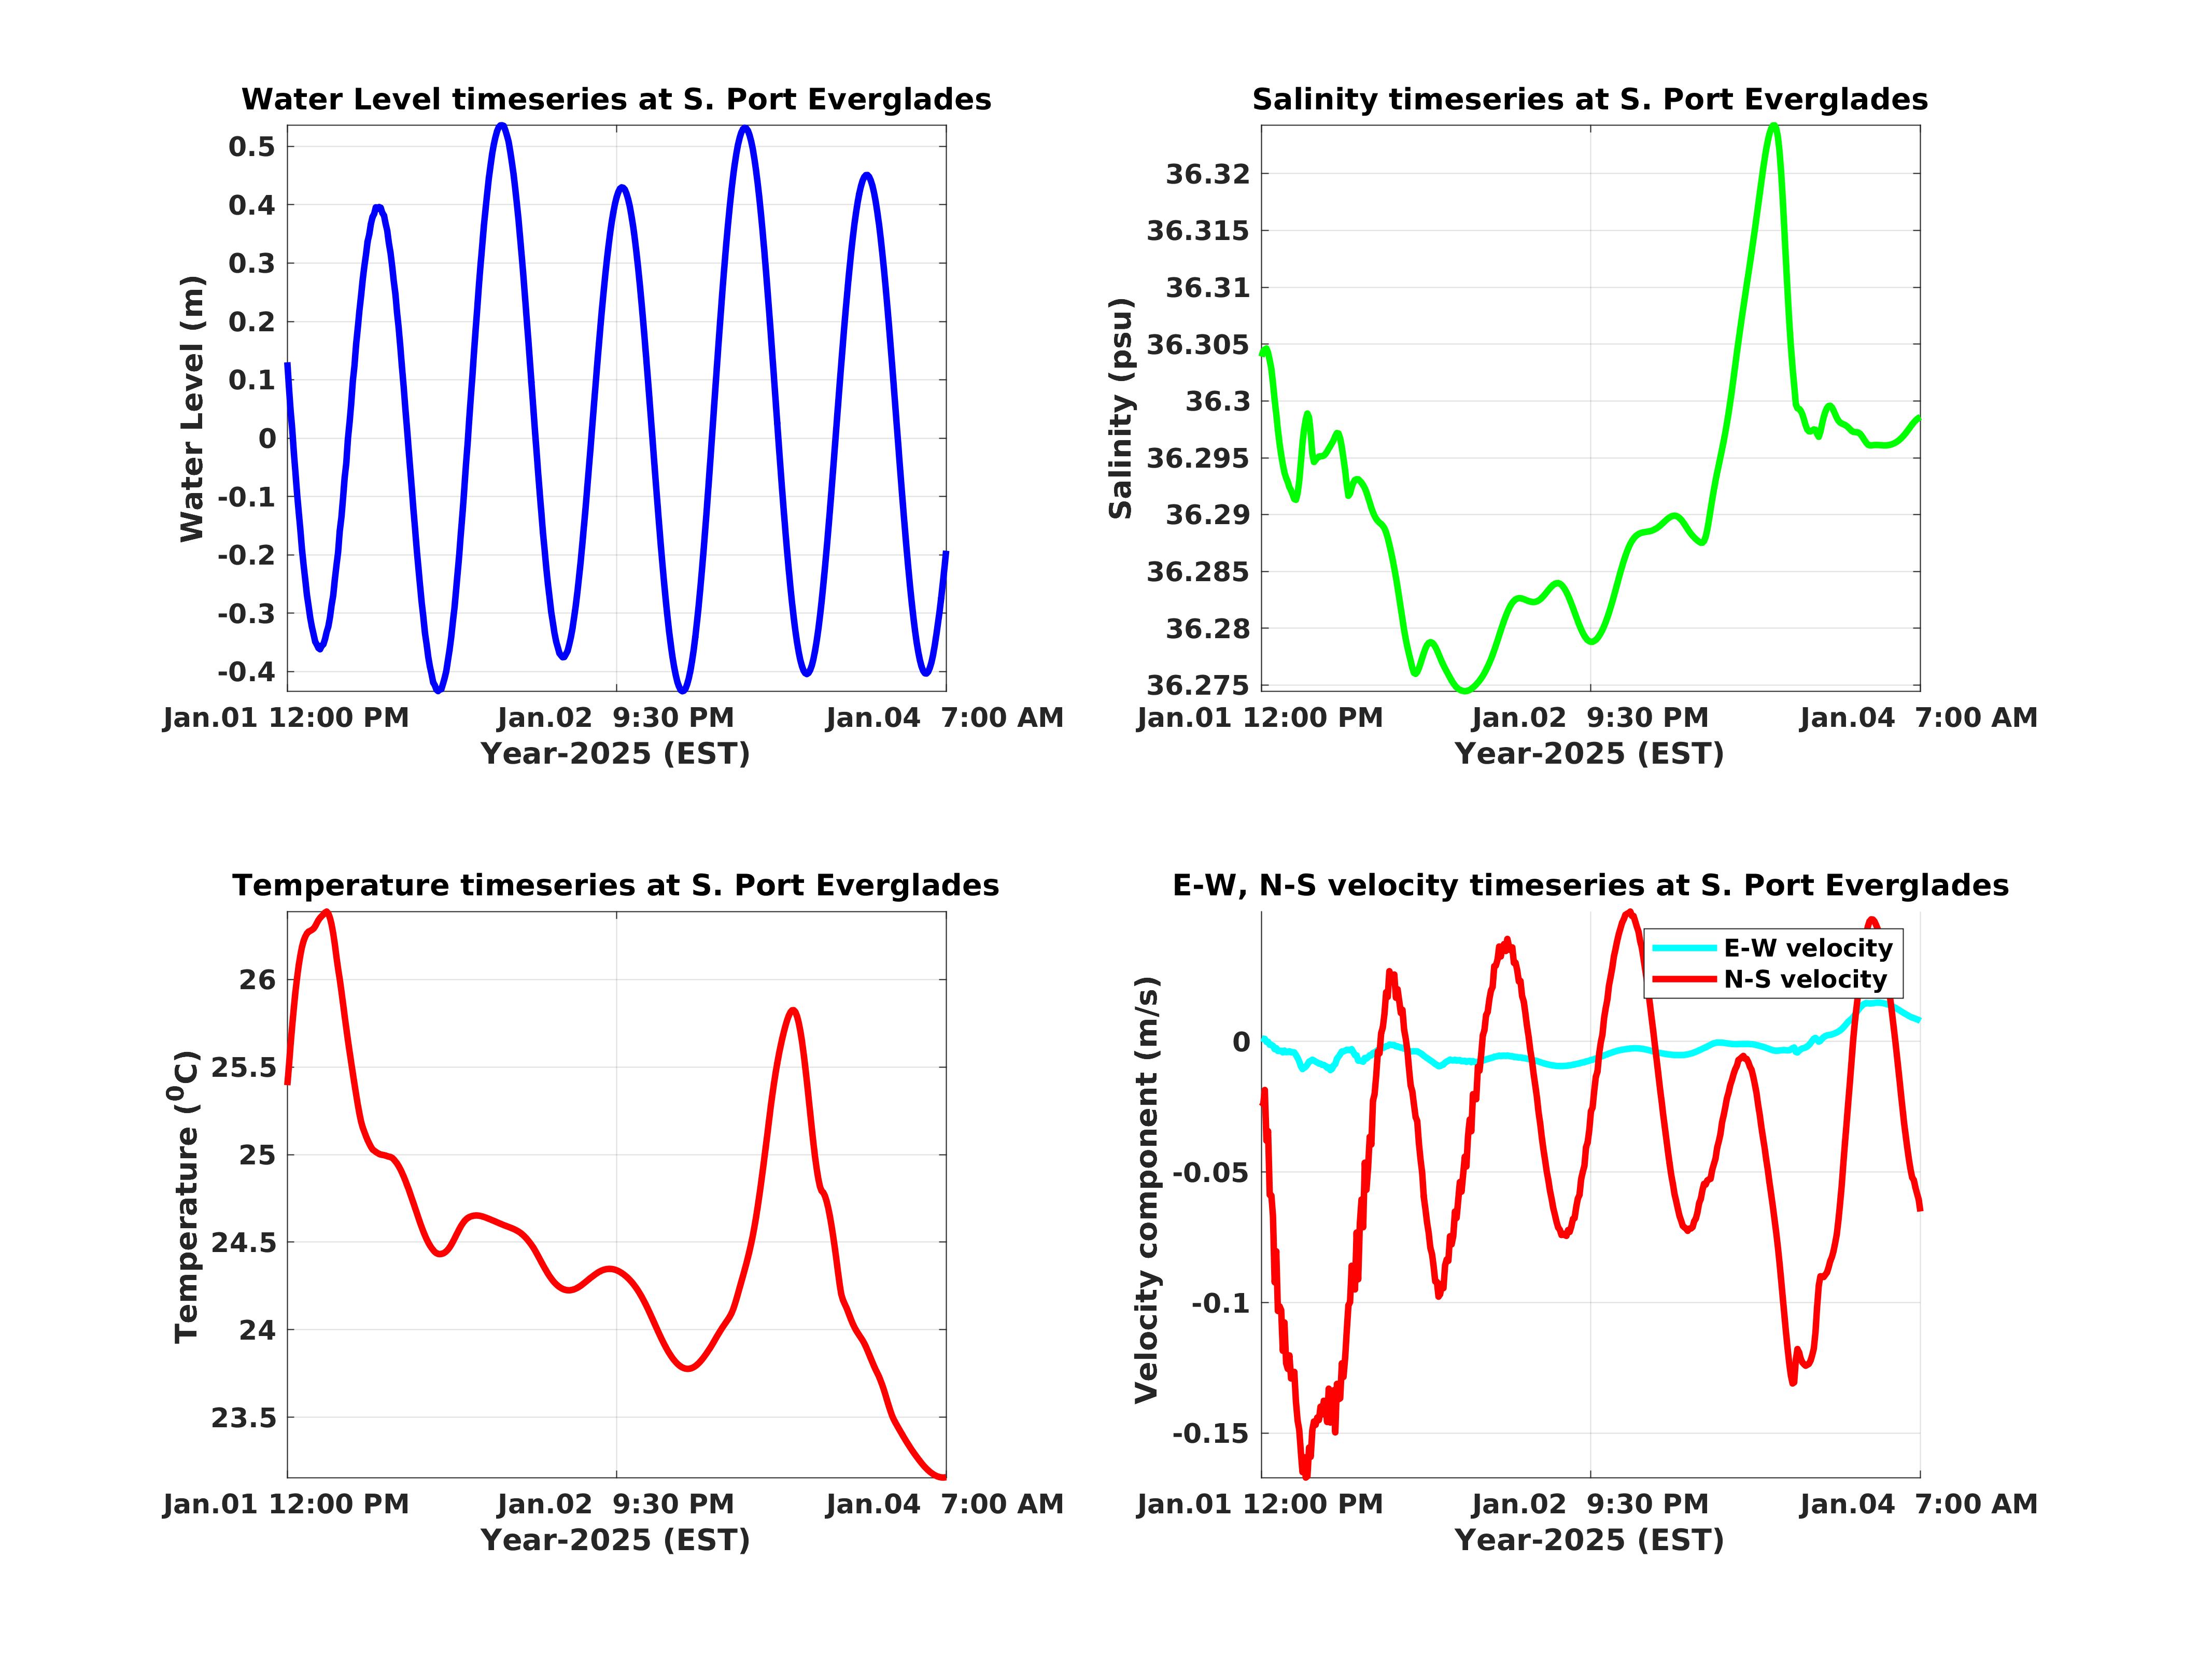 Water Level timeseries at S. Port Everglades
Water Level (m)
0.5
0.4
0.3
0.2
0.1
0
-0.1
-0.2
-0.3
-0.4
Jan.01 12:00 PM
Jan.02 9:30 PM
Jan.04 7:00 AM
Year-2025 (EST)
Salinity timeseries at S. Port Everglades
Salinity (psu)
36.32
36.315
36.31
36.305
36.3
36.295
36.29
36.285
36.28
36.275
Jan.01 12:00 PM
Jan.02 9:30 PM
Jan.04 7:00 AM
Year-2025 (EST)
Temperature timeseries at S. Port Everglades
Temperature (⁰C)
26
25.5
25
24.5
24
23.5
Jan.01 12:00 PM
Jan.02 9:30 PM
Jan.04 7:00 AM
Year-2025 (EST)
E-W, N-S velocity timeseries at S. Port Everglades
Velocity component (m/s)
E-W velocity
N-S velocity
0
-0.05
-0.1
-0.15
Jan.01 12:00 PM
Jan.02 9:30 PM
Jan.04 7:00 AM
Year-2025 (EST)